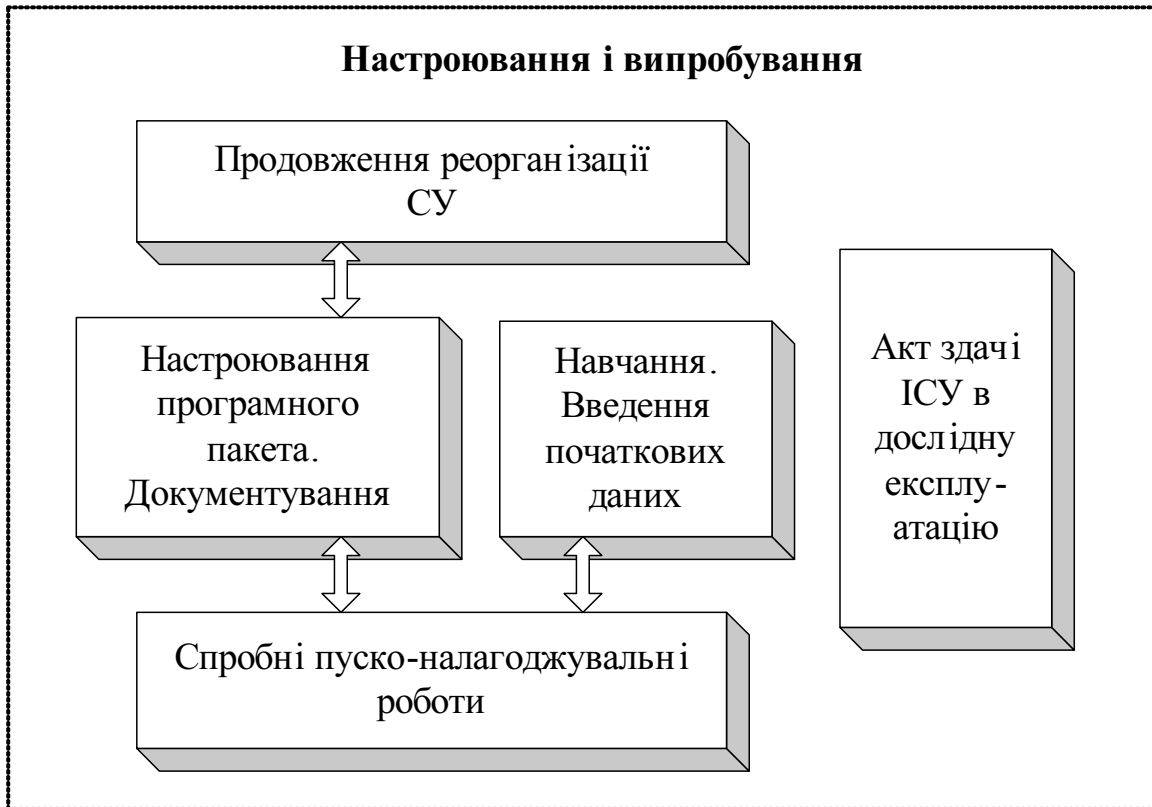 Настроювання і випробування
Продовження реорганізації
СУ
Настроювання
програмного
пакета.
Документування
Навчання.
Введення
початкових
даних
Акт здачі
ІСУ в
дослідну
експлу-
атацію
Спробні пуско-налагоджувальні
роботи